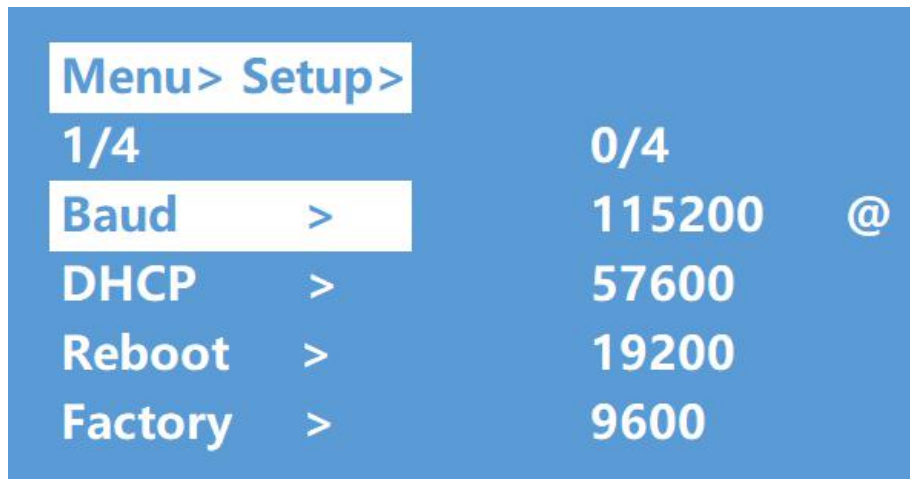 Menu> Setup>
1/4 0/4
Baud > 115200 @
DHCP > 57600
Reboot > 19200
Factory > 9600